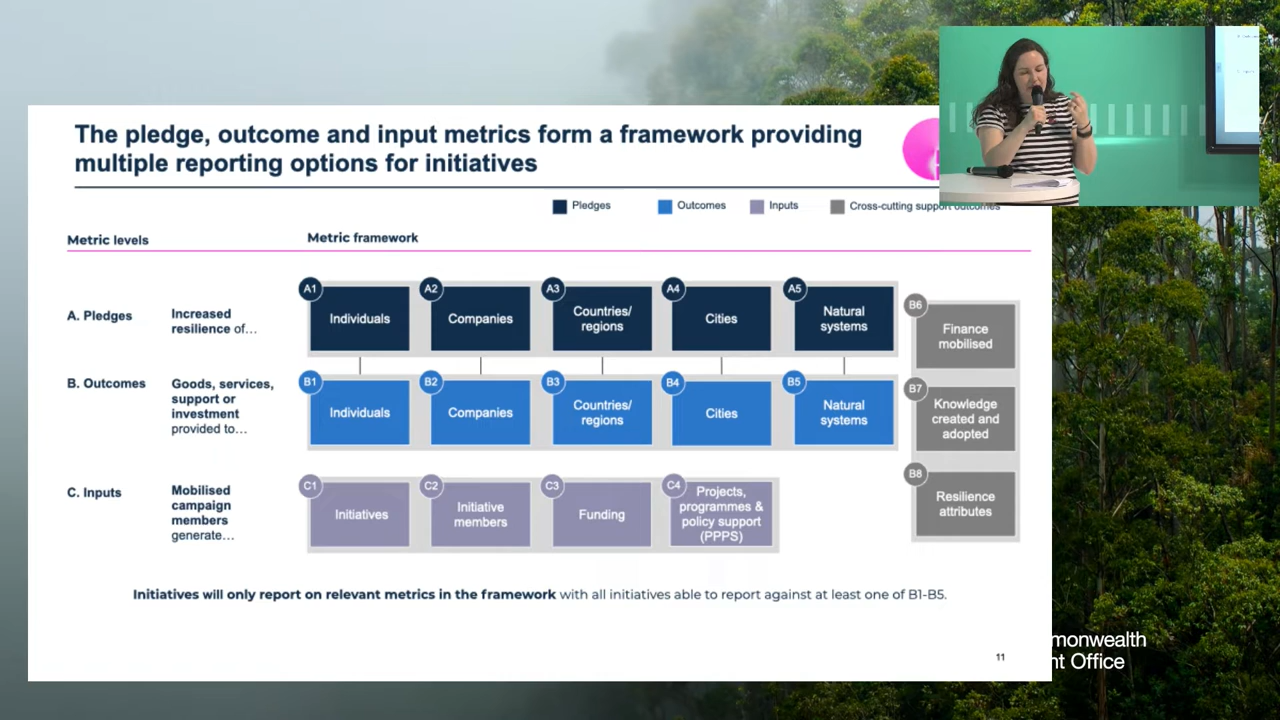 The pledge, outcome and input metrics form a framework providing
multiple reporting options for initiatives
Pledges
Outcomes
Inputs
Cross-cutting support outcomes
Metric levels
Metric framework
A. Pledges
Increased
resilience of…
A1
Individuals
A2
Companies
A3
Countries/
regions
A4
Cities
A5
Natural
systems
B. Outcomes
Goods, services,
support or
investment
provided to…
B1
Individuals
B2
Companies
B3
Countries/
regions
B4
Cities
B5
Natural
systems
C. Inputs
Mobilised
campaign
members
generate…
C1
Initiatives
C2
Initiative
members
C3
Funding
C4
Projects,
programmes &
policy support
(PPPS)
B6
Finance
mobilised
B7
Knowledge
created and
adopted
B8
Resilience
attributes
Initiatives will only report on relevant metrics in the framework with all initiatives able to report against at least one of B1-B5.
11
monwealth
nt Office